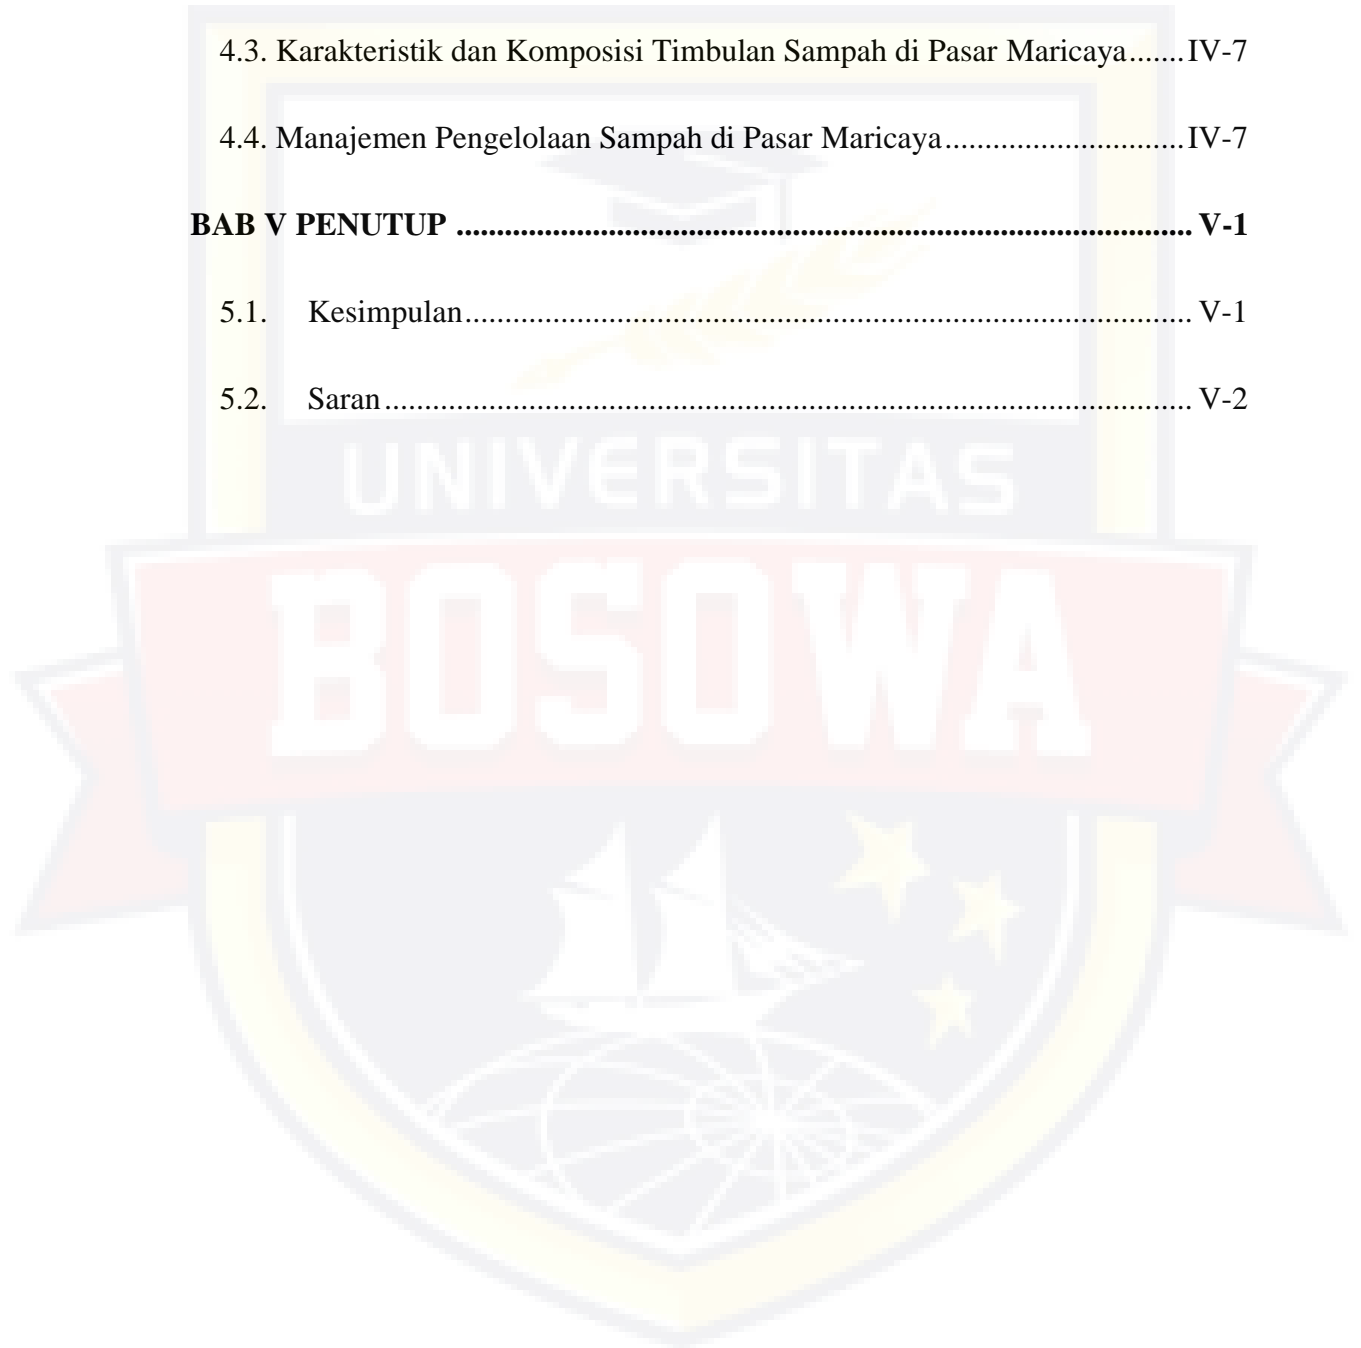 4.3. Karakteristik dan Komposisi Timbulan Sampah di Pasar Maricaya.......IV-7
4.4. Manajemen Pengelolaan Sampah di Pasar Maricaya..............................IV-7
BAB V PENUTUP ............................................................................................ V-1
5.1. Kesimpulan........................................................................................... V-1
5.2. Saran..................................................................................................... V-2
UNIVERSITAS
BOSOWA